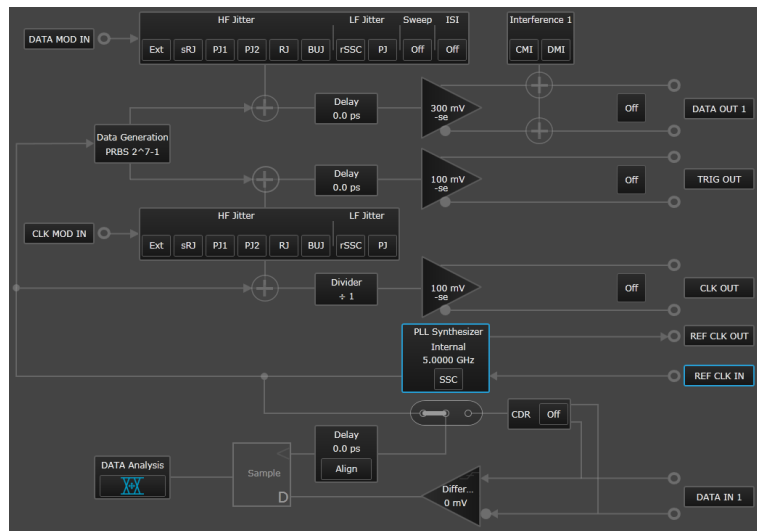 HF Jitter
LF Jitter
Sweep
ISI
Interference 1
DATA MOD IN
Ext
sRJ
PJ1
PJ2
RJ
BUJ
rSSC
PJ
Off
Off
CMI
DMI
Delay
0.0 ps
300 mV
-se
Off
DATA OUT 1
Data Generation
PRBS 2^7-1
Delay
0.0 ps
100 mV
-se
Off
TRIG OUT
HF Jitter
LF Jitter
CLK MOD IN
Ext
sRJ
PJ1
PJ2
RJ
BUJ
rSSC
PJ
Divider
÷ 1
100 mV
-se
Off
CLK OUT
PLL Synthesizer
Internal
5.0000 GHz
SSC
REF CLK OUT
REF CLK IN
CDR
Off
Delay
0.0 ps
Align
DATA Analysis
Sample
D
Differ...
0 mV
DATA IN 1